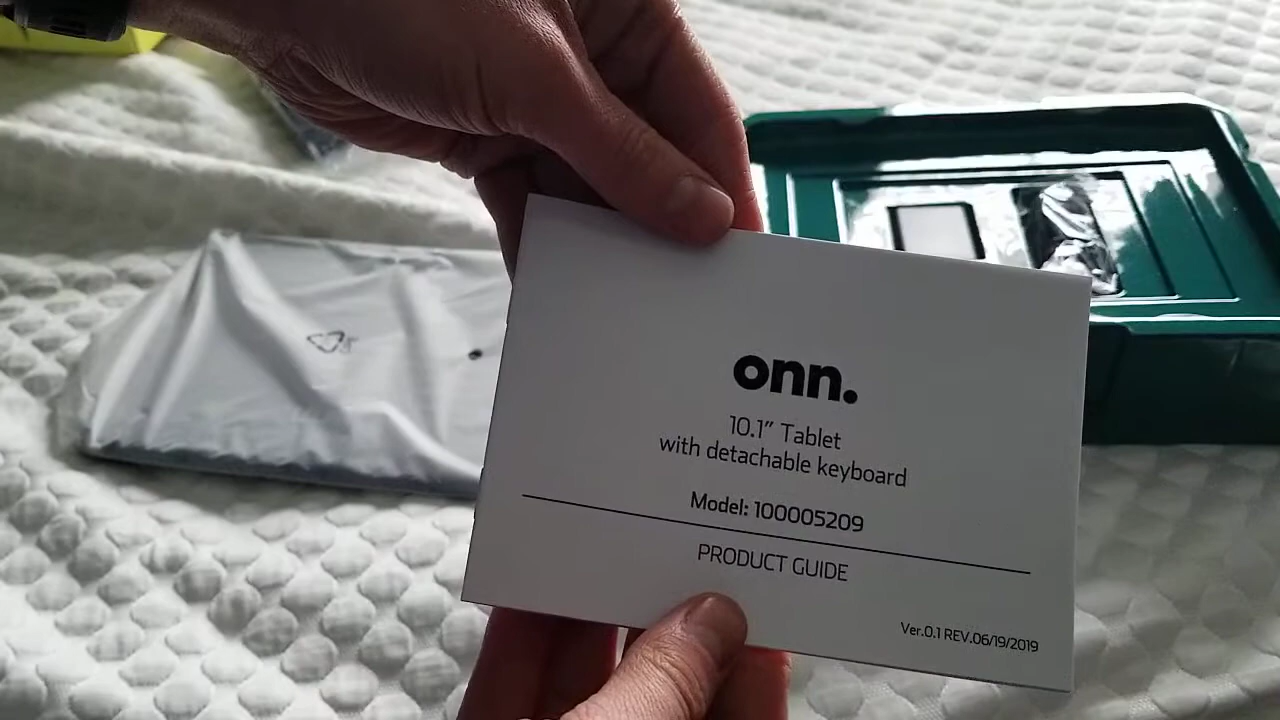 onn.
10.1” Tablet
with detachable keyboard
Model: 100005209
PRODUCT GUIDE
Ver.0.1 REV.06/19/2019